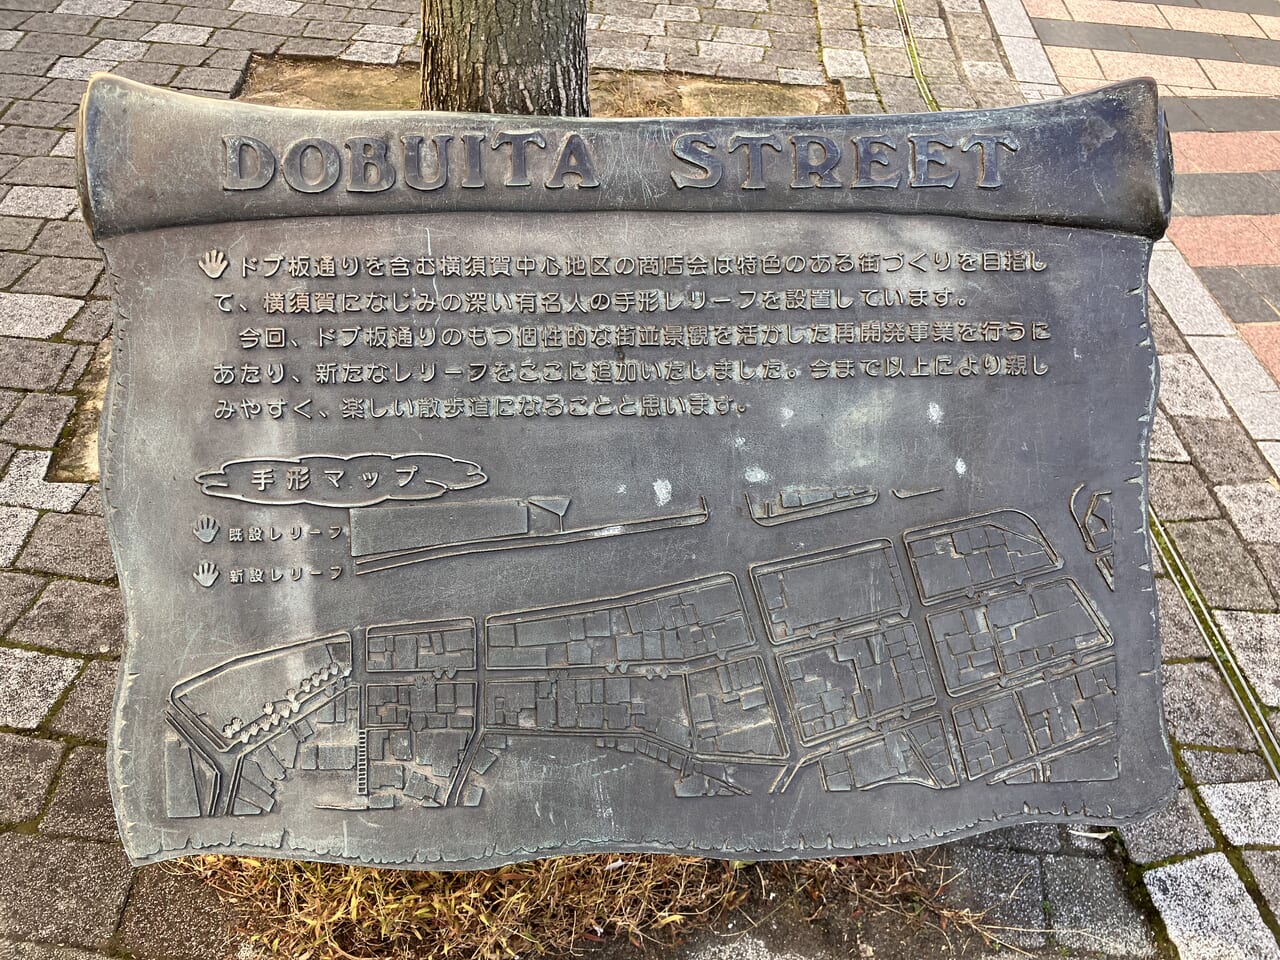 DOBUITA STREET
ドブ板通りを含む横須賀中心地区の商店会は特色のある街づくりを目指し
て、横須賀になじみの深い有名人の手形レリーフを設置しています。
今回、ドブ板通りのもつ個性的な街並景観を活かした再開発事業を行うに
あたり、新たなレリーフをここに追加いたしました。今まで以上により親し
みやすく、楽しい散歩道になることと思います。
手形マップ
既設レリーフ
新設レリーフ